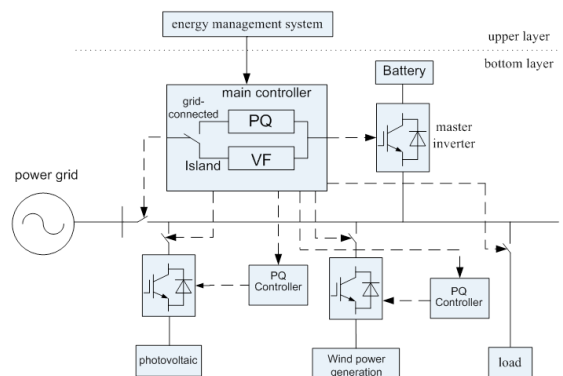 energy management system
upper layer
bottom layer
Battery
main controller
grid-
connected
PQ
VF
Island
master
inverter
power grid
PQ
Controller
PQ
Controller
photovoltaic
Wind power
generation
load